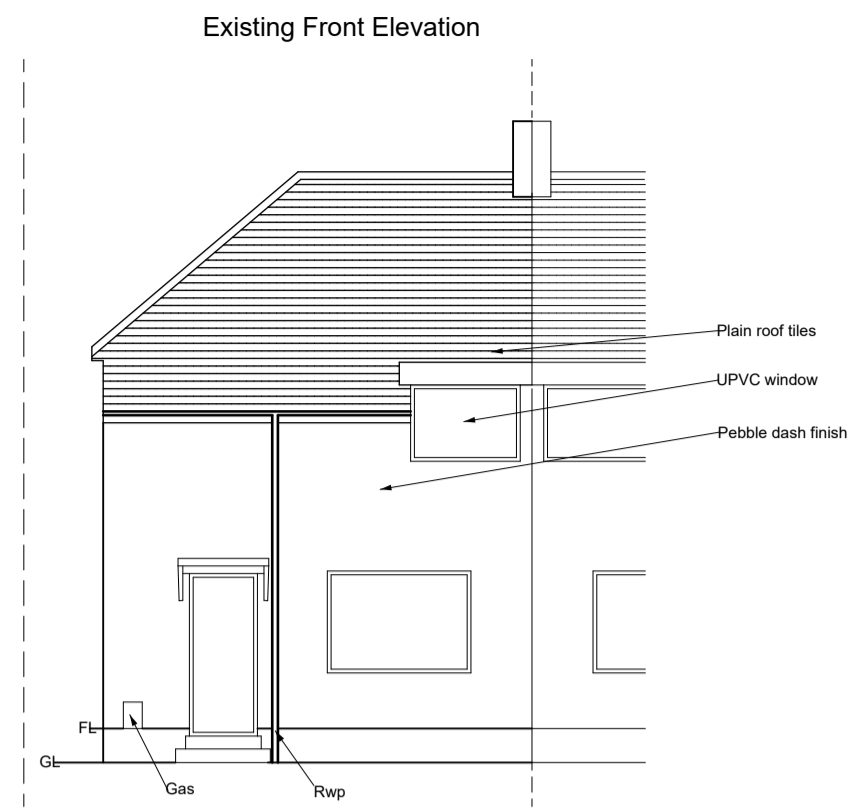 Existing Front Elevation
Plain roof tiles
UPVC window
Pebble dash finish
FL
GL
Gas
Rwp